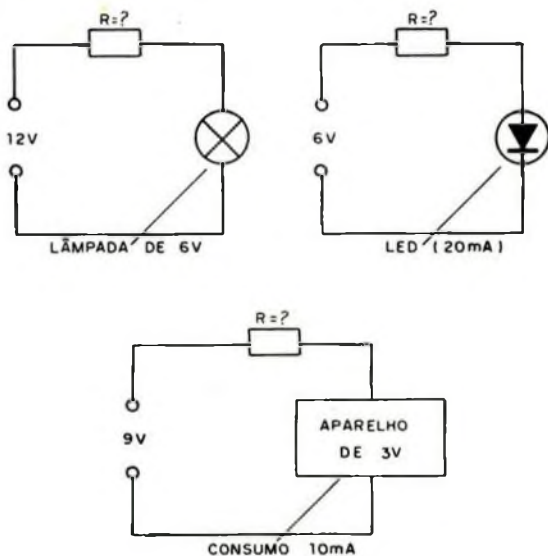 R=?
12V
LÂMPADA DE 6V
R=?
6V
LED (20mA)
R=?
9V
APARELHO
DE 3V
CONSUMO 10mA